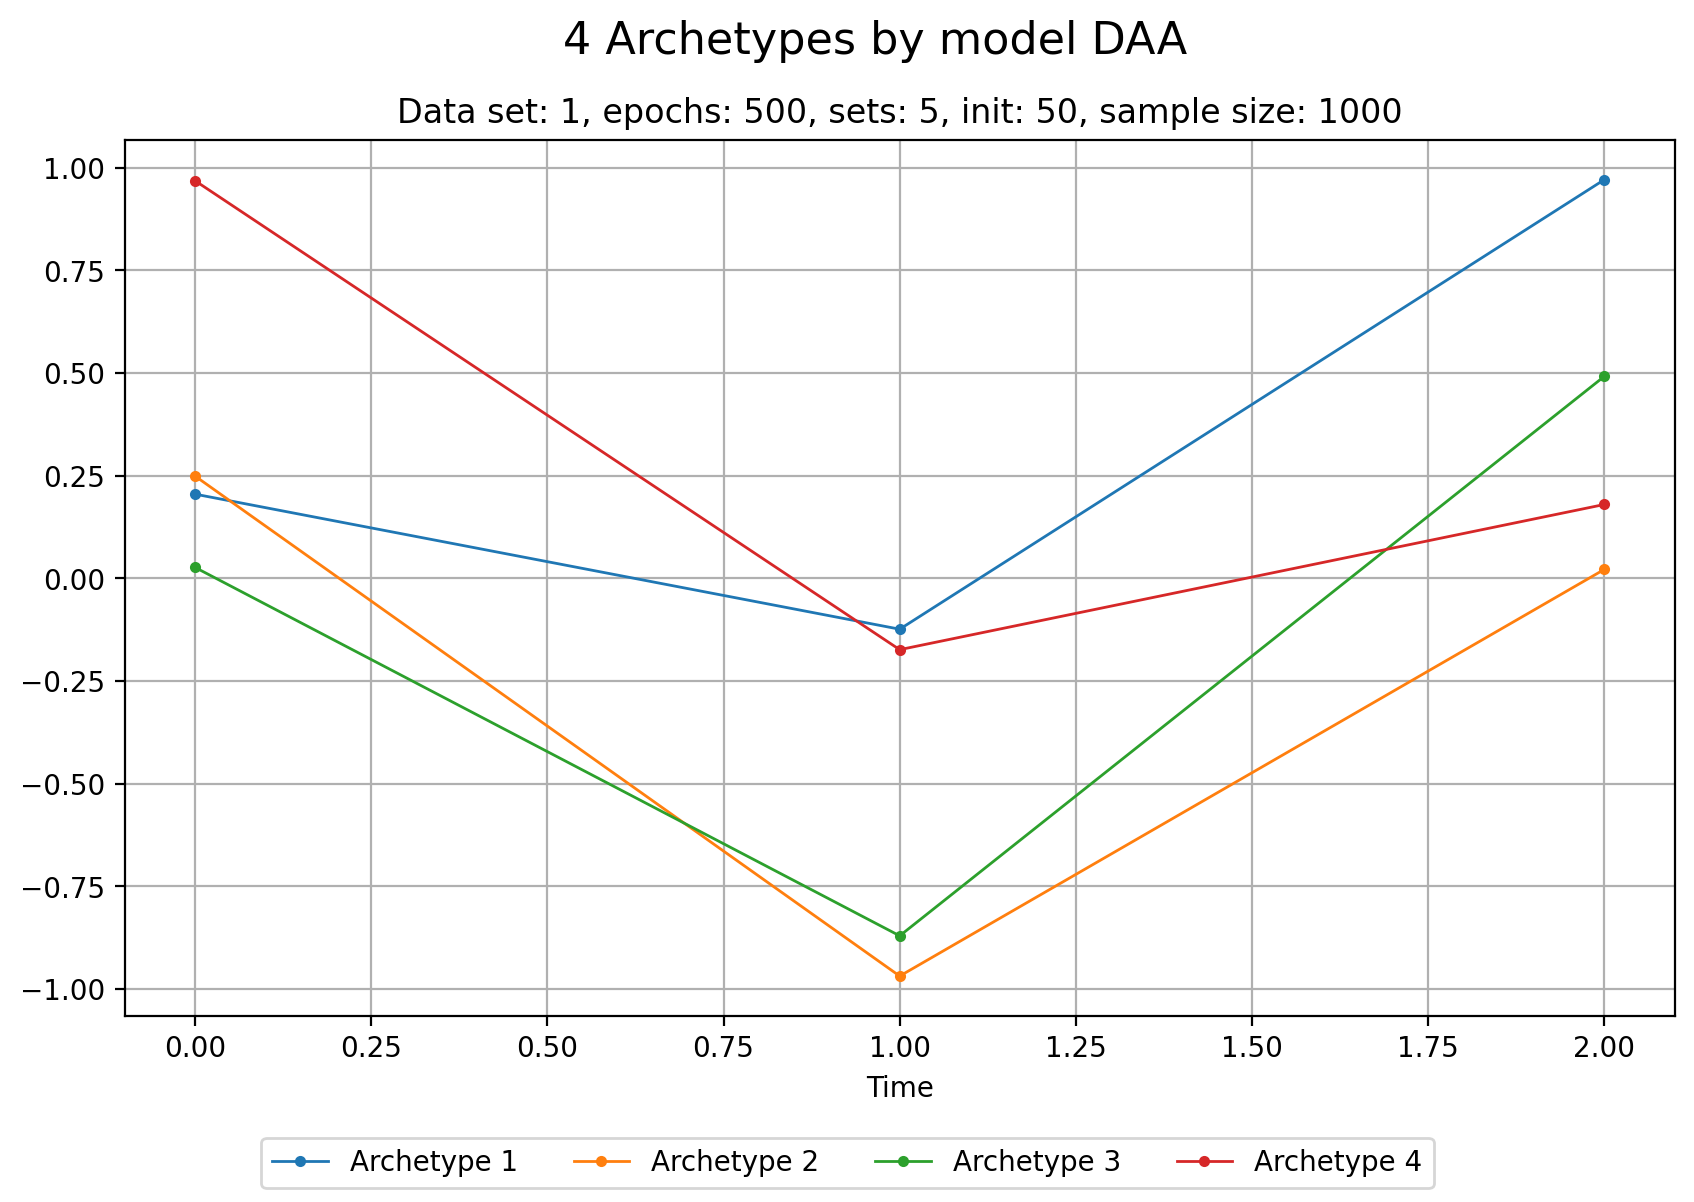 4 Archetypes by model DAA
Data set: 1, epochs: 500, sets: 5, init: 50, sample size: 1000
1.00
0.75
0.50
0.25
0.00
−0.25
−0.50
−0.75
−1.00
0.00 0.25 0.50 0.75 1.00 1.25 1.50 1.75 2.00
Time
Archetype 1 Archetype 2 Archetype 3 Archetype 4